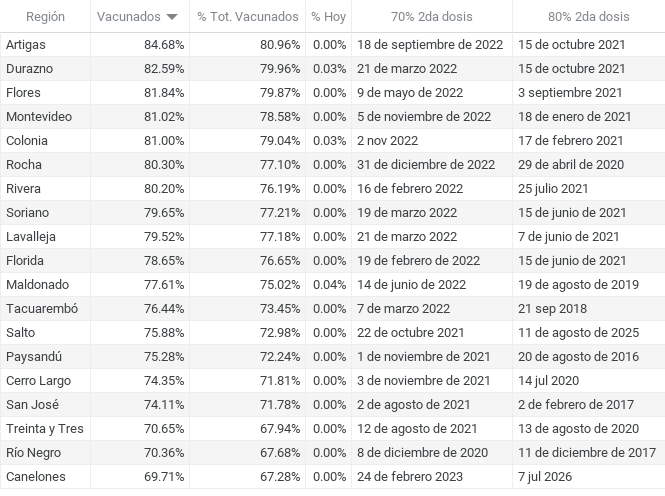 Región Vacunados % Tot. Vacunados % Hoy 70% 2da dosis 80% 2da dosis
Artigas 84.68% 80.96% 0.00% 18 de septiembre de 2022 15 de octubre 2021
Durazno 82.59% 79.96% 0.03% 21 de marzo 2022 15 de octubre 2021
Flores 81.84% 79.87% 0.00% 9 de mayo de 2022 3 septiembre 2021
Montevideo 81.02% 78.58% 0.00% 5 de noviembre de 2022 18 de enero de 2021
Colonia 81.00% 79.04% 0.03% 2 nov 2022 17 de febrero 2021
Rocha 80.30% 77.10% 0.00% 31 de diciembre de 2022 29 de abril de 2020
Rivera 80.20% 76.19% 0.00% 16 de febrero 2022 25 julio 2021
Soriano 79.65% 77.21% 0.00% 19 de marzo 2022 15 de junio de 2021
Lavalleja 79.52% 77.18% 0.00% 21 de marzo 2022 7 de junio de 2021
Florida 78.65% 76.65% 0.00% 19 de febrero de 2022 15 de junio de 2021
Maldonado 77.61% 75.02% 0.04% 14 de junio de 2022 19 de agosto de 2019
Tacuarembó 76.44% 73.45% 0.00% 7 de marzo 2022 21 sep 2018
Salto 75.88% 72.98% 0.00% 22 de octubre 2021 11 de agosto de 2025
Paysandú 75.28% 72.24% 0.00% 1 de noviembre de 2021 20 de agosto de 2016
Cerro Largo 74.35% 71.81% 0.00% 3 de noviembre de 2021 14 jul 2020
San José 74.11% 71.78% 0.00% 2 de agosto de 2021 2 de febrero de 2017
Treinta y Tres 70.65% 67.94% 0.00% 12 de agosto de 2021 13 de agosto de 2020
Río Negro 70.36% 67.68% 0.00% 8 de diciembre de 2020 11 de diciembre de 2017
Canelones 69.71% 67.28% 0.00% 24 de febrero 2023 7 jul 2026